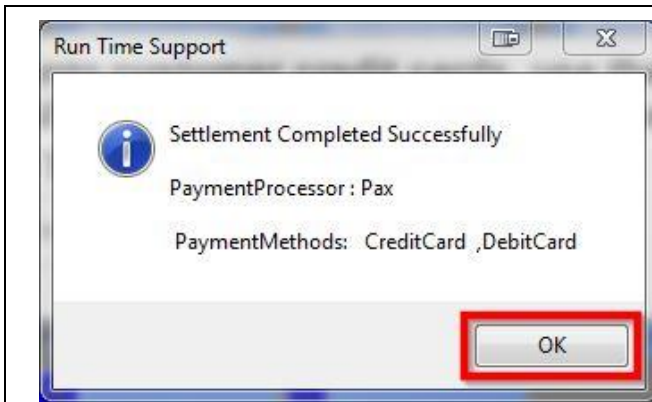 Run Time Support
Settlement Completed Successfully
PaymentProcessor : Pax
PaymentMethods: CreditCard ,DebitCard
OK